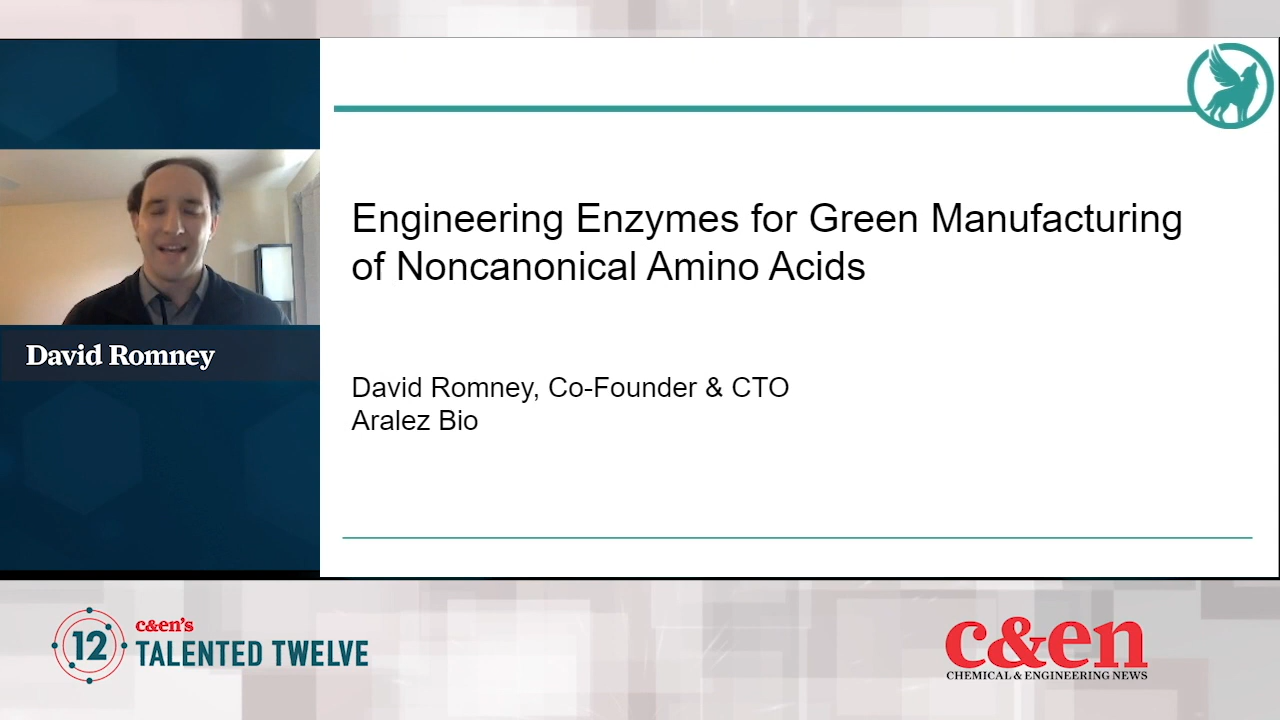 Engineering Enzymes for Green Manufacturing
of Noncanonical Amino Acids
David Romney
David Romney, Co-Founder & CTO
Aralez Bio
12
c&en's
TALENTED TWELVE
c&en
CHEMICAL & ENGINEERING NEWS